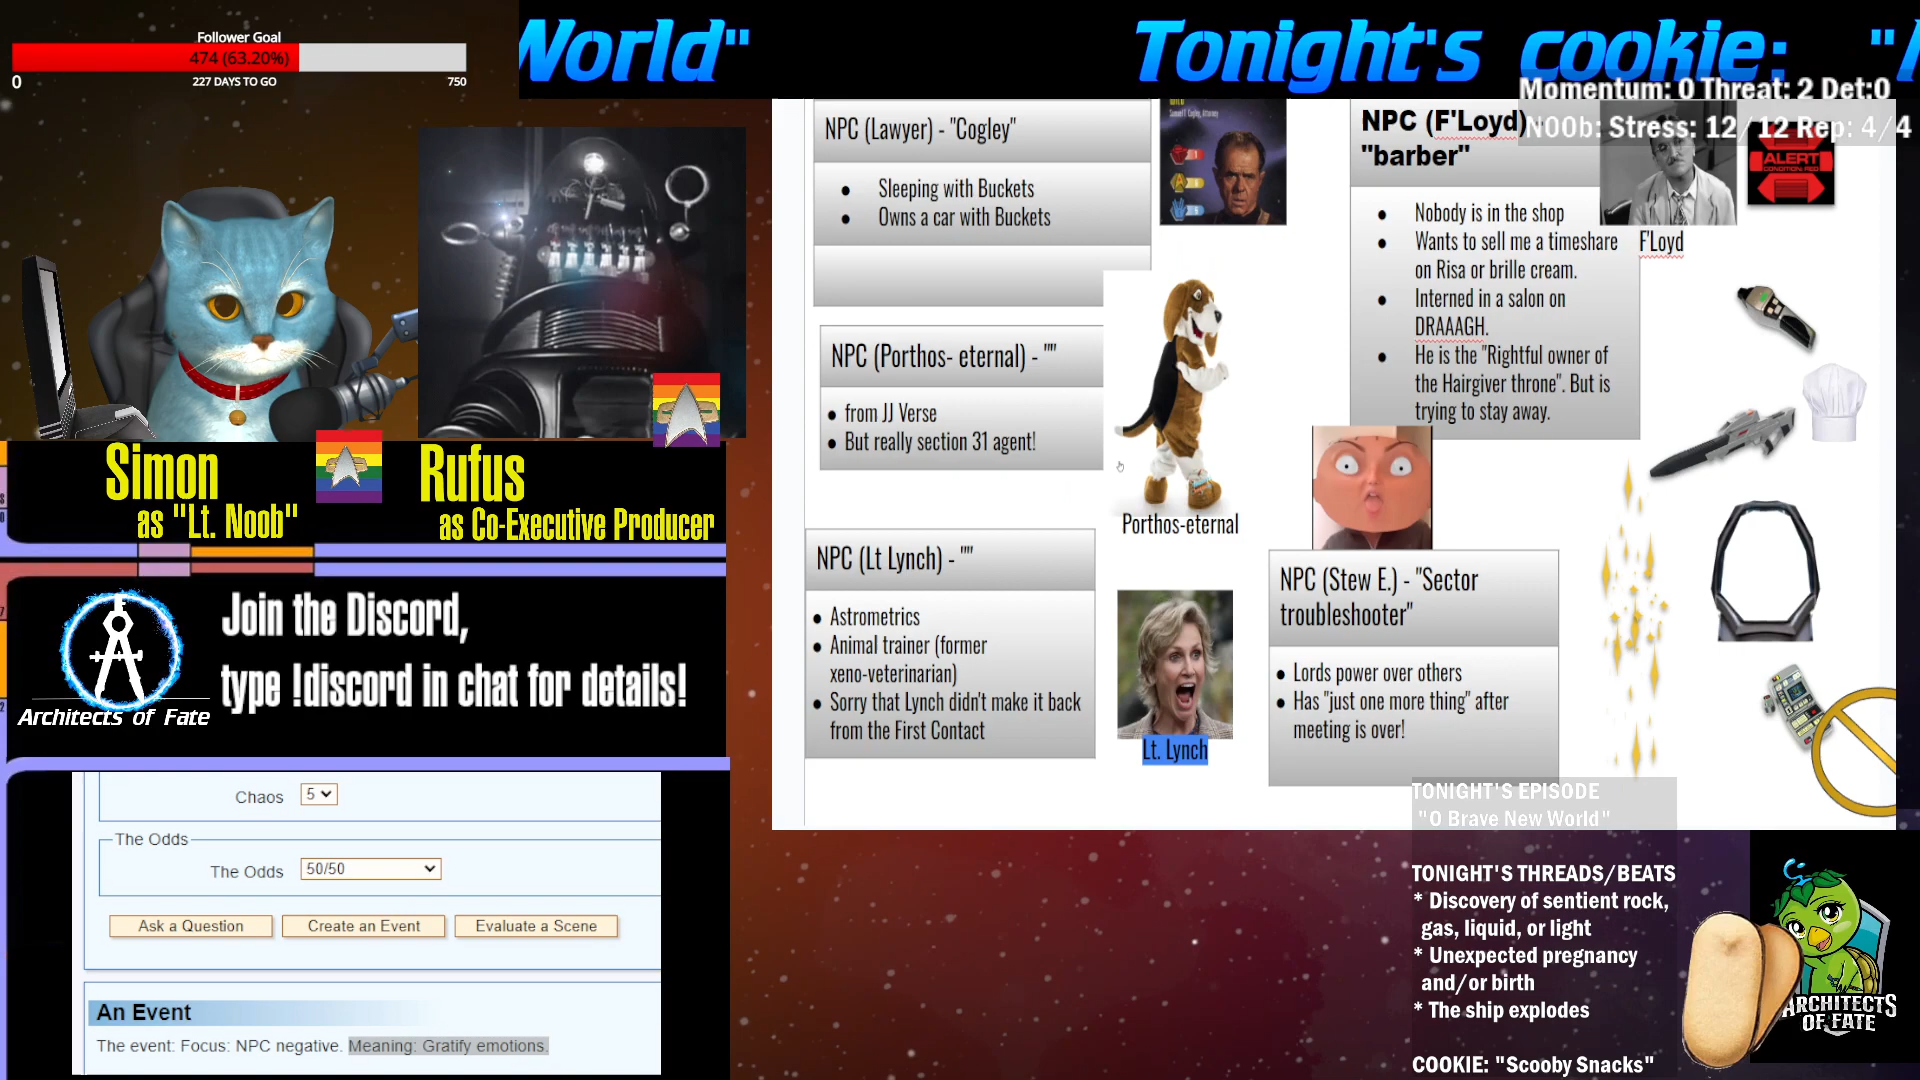 Follower Goal
474 (63.20%)
0
227 DAYS TO GO
750
World"
Tonight's cookie: "
Momentum: 0 Threat: 2 Det:0
N00b: Stress: 12/12 Rep: 4/4
NPC (Lawyer) - "Cogley"
Sleeping with Buckets
Owns a car with Buckets
NPC (F'Loyd)
"barber"
ALERT
CONDITION: RED
Nobody is in the shop
Wants to sell me a timeshare
on Risa or brille cream.
Interned in a salon on
DRAAAGH.
He is the "Rightful owner of
the Hairgiver throne". But is
trying to stay away.
F'Loyd
NPC (Porthos- eternal) - ""
from JJ Verse
But really section 31 agent!
Porthos-eternal
Simon
as "Lt. Noob"
Rufus
as Co-Executive Producer
NPC (Lt Lynch) - ""
Astrometrics
Animal trainer (former
xeno-veterinarian)
Sorry that Lynch didn't make it back
from the First Contact
Lt. Lynch
NPC (Stew E.) - "Sector
troubleshooter"
Lords power over others
Has "just one more thing" after
meeting is over!
Join the Discord,
type !discord in chat for details!
Architects of Fate
Chaos
5
The Odds
The Odds
50/50
Ask a Question
Create an Event
Evaluate a Scene
An Event
The event: Focus: NPC negative. Meaning: Gratify emotions.
TONIGHT'S EPISODE
"O Brave New World"
TONIGHT'S THREADS/BEATS
* Discovery of sentient rock,
gas, liquid, or light
* Unexpected pregnancy
and/or birth
* The ship explodes
COOKIE: "Scooby Snacks"
ARCHITECTS
OF FATE